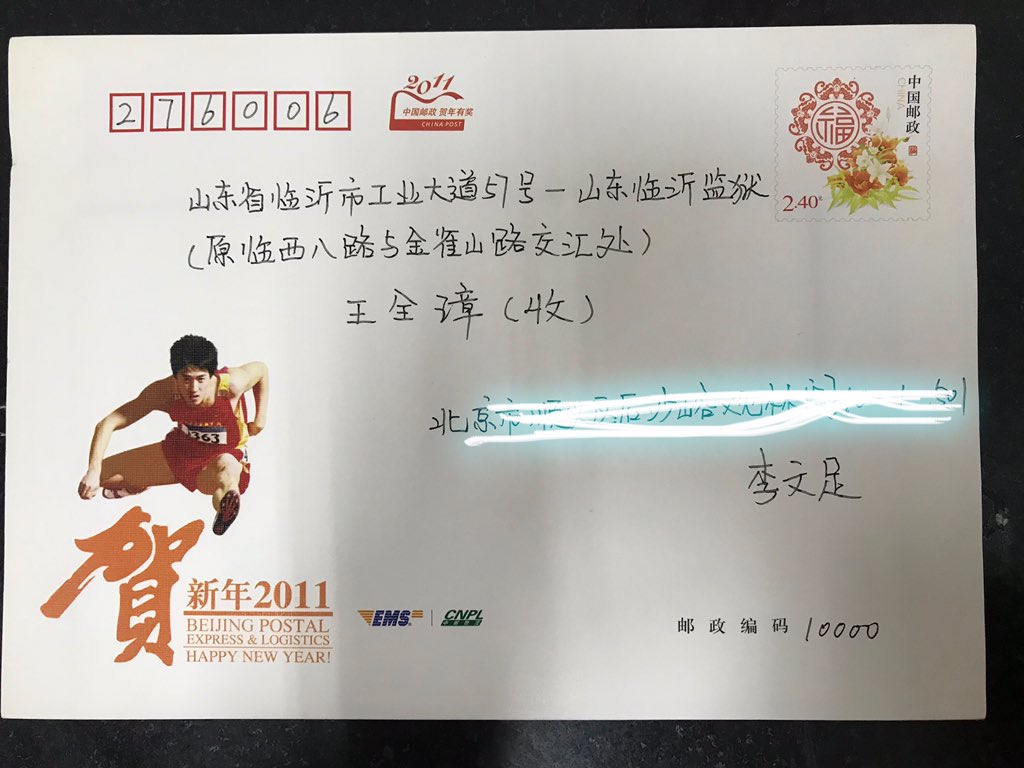 276006
2011
中国邮政 贺年有奖
CHINA POST
中国邮政
CHINA
福
2.40元
山东省临沂市工业大道57号—山东临沂监狱
(原临西八路与金雀山路交汇处)
王全璋(收)
北京市
李文足
363
贺
新年2011
BEIJING POSTAL
EXPRESS & LOGISTICS
HAPPY NEW YEAR!
EMS
CNPL
邮政编码 10000